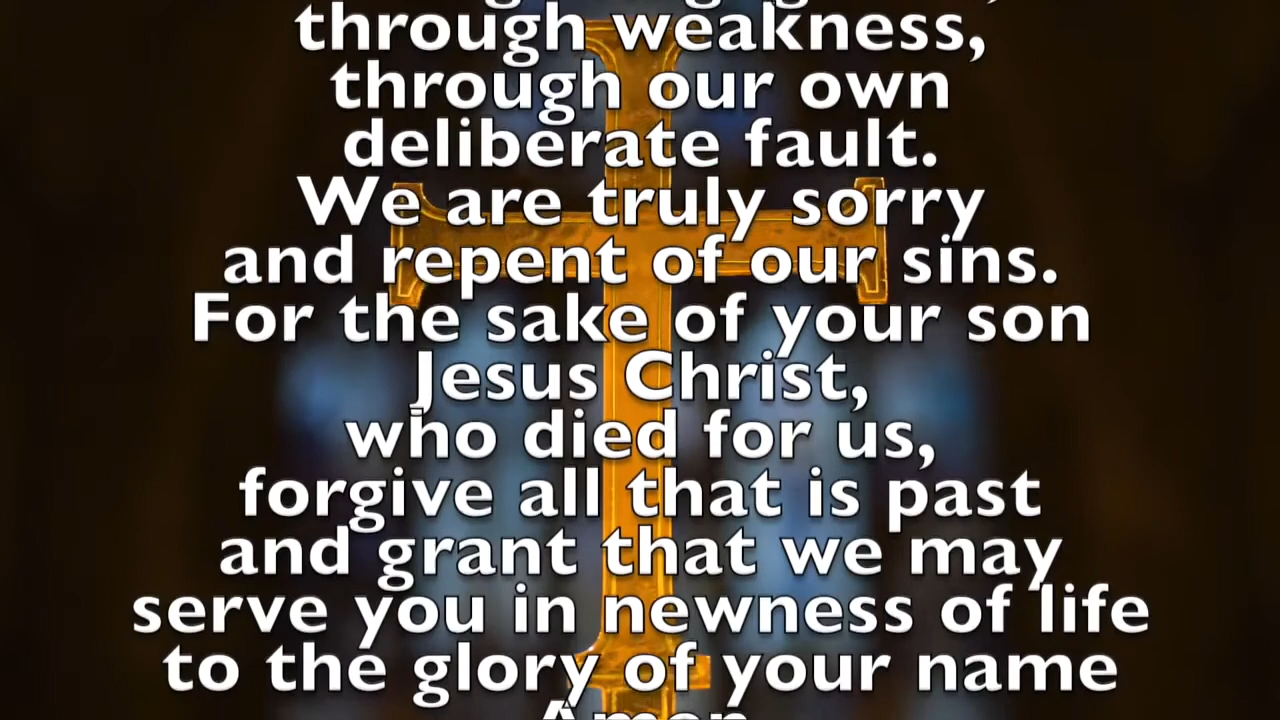 through weakness,
through our own
deliberate fault.
We are truly sorry
and repent of our sins.
For the sake of your son
Jesus Christ,
who died for us,
forgive all that is past
and grant that we may
serve you in newness of life
to the glory of your name
Amen